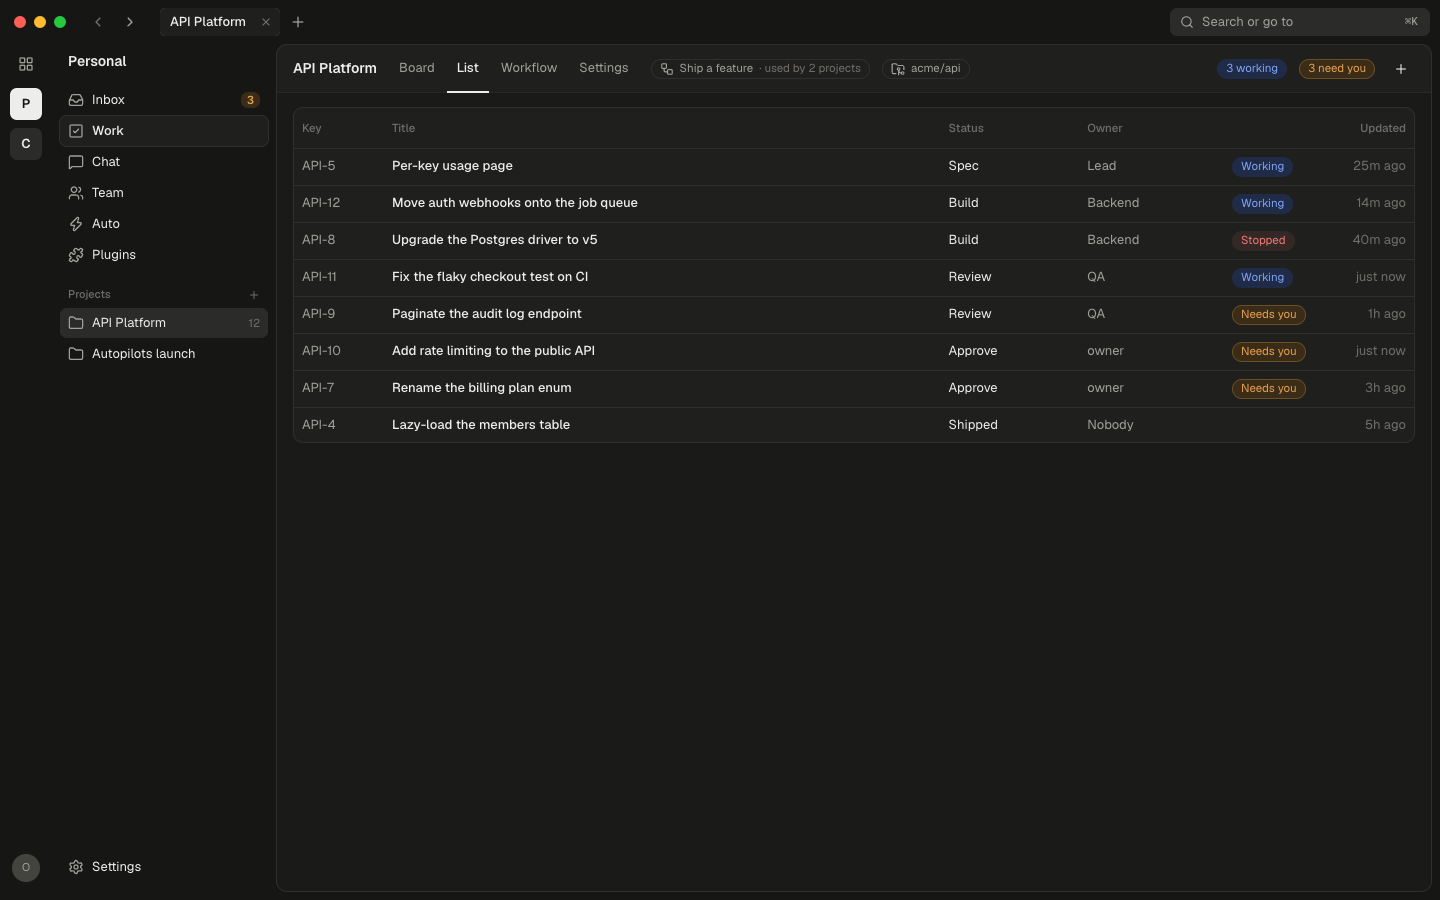 API Platform
Search or go to ⌘K
Personal
P
C
Inbox 3
Work
Chat
Team
Auto
Plugins
Projects
API Platform 12
Autopilots launch
O
Settings
API Platform Board List Workflow Settings Ship a feature · used by 2 projects acme/api 3 working 3 need you
Key Title Status Owner Updated
API-5 Per-key usage page Spec Lead Working 25m ago
API-12 Move auth webhooks onto the job queue Build Backend Working 14m ago
API-8 Upgrade the Postgres driver to v5 Build Backend Stopped 40m ago
API-11 Fix the flaky checkout test on CI Review QA Working just now
API-9 Paginate the audit log endpoint Review QA Needs you 1h ago
API-10 Add rate limiting to the public API Approve owner Needs you just now
API-7 Rename the billing plan enum Approve owner Needs you 3h ago
API-4 Lazy-load the members table Shipped Nobody 5h ago